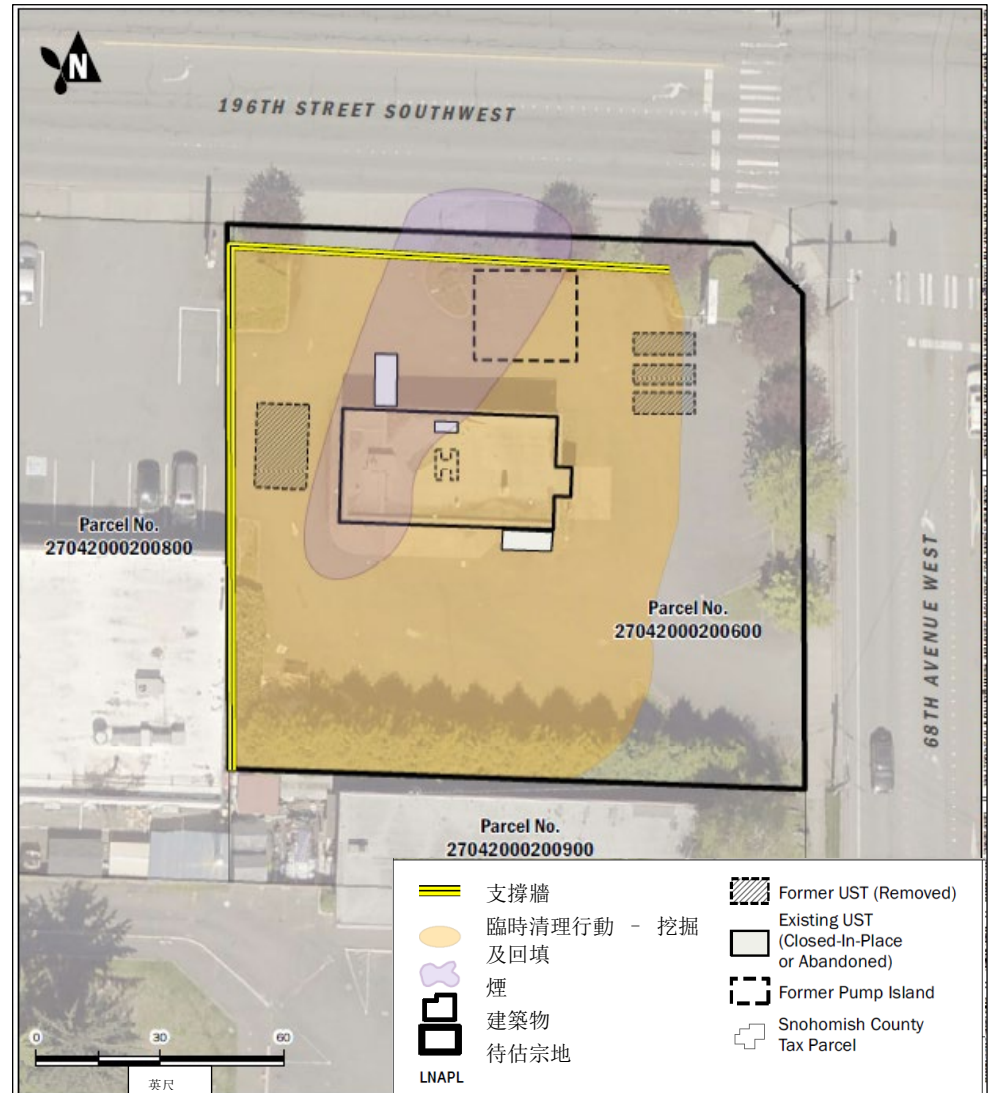 N
196TH STREET SOUTHWEST
Parcel No.
27042000200800
Parcel No.
27042000200600
68TH AVENUE WEST
Parcel No.
27042000200900
支撐牆
臨時清理行動 - 挖掘
及回填
煙
建築物
待估宗地
LNAPL
Former UST (Removed)
Existing UST
(Closed-In-Place
or Abandoned)
Former Pump Island
Snohomish County
Tax Parcel
0 30 60
英尺